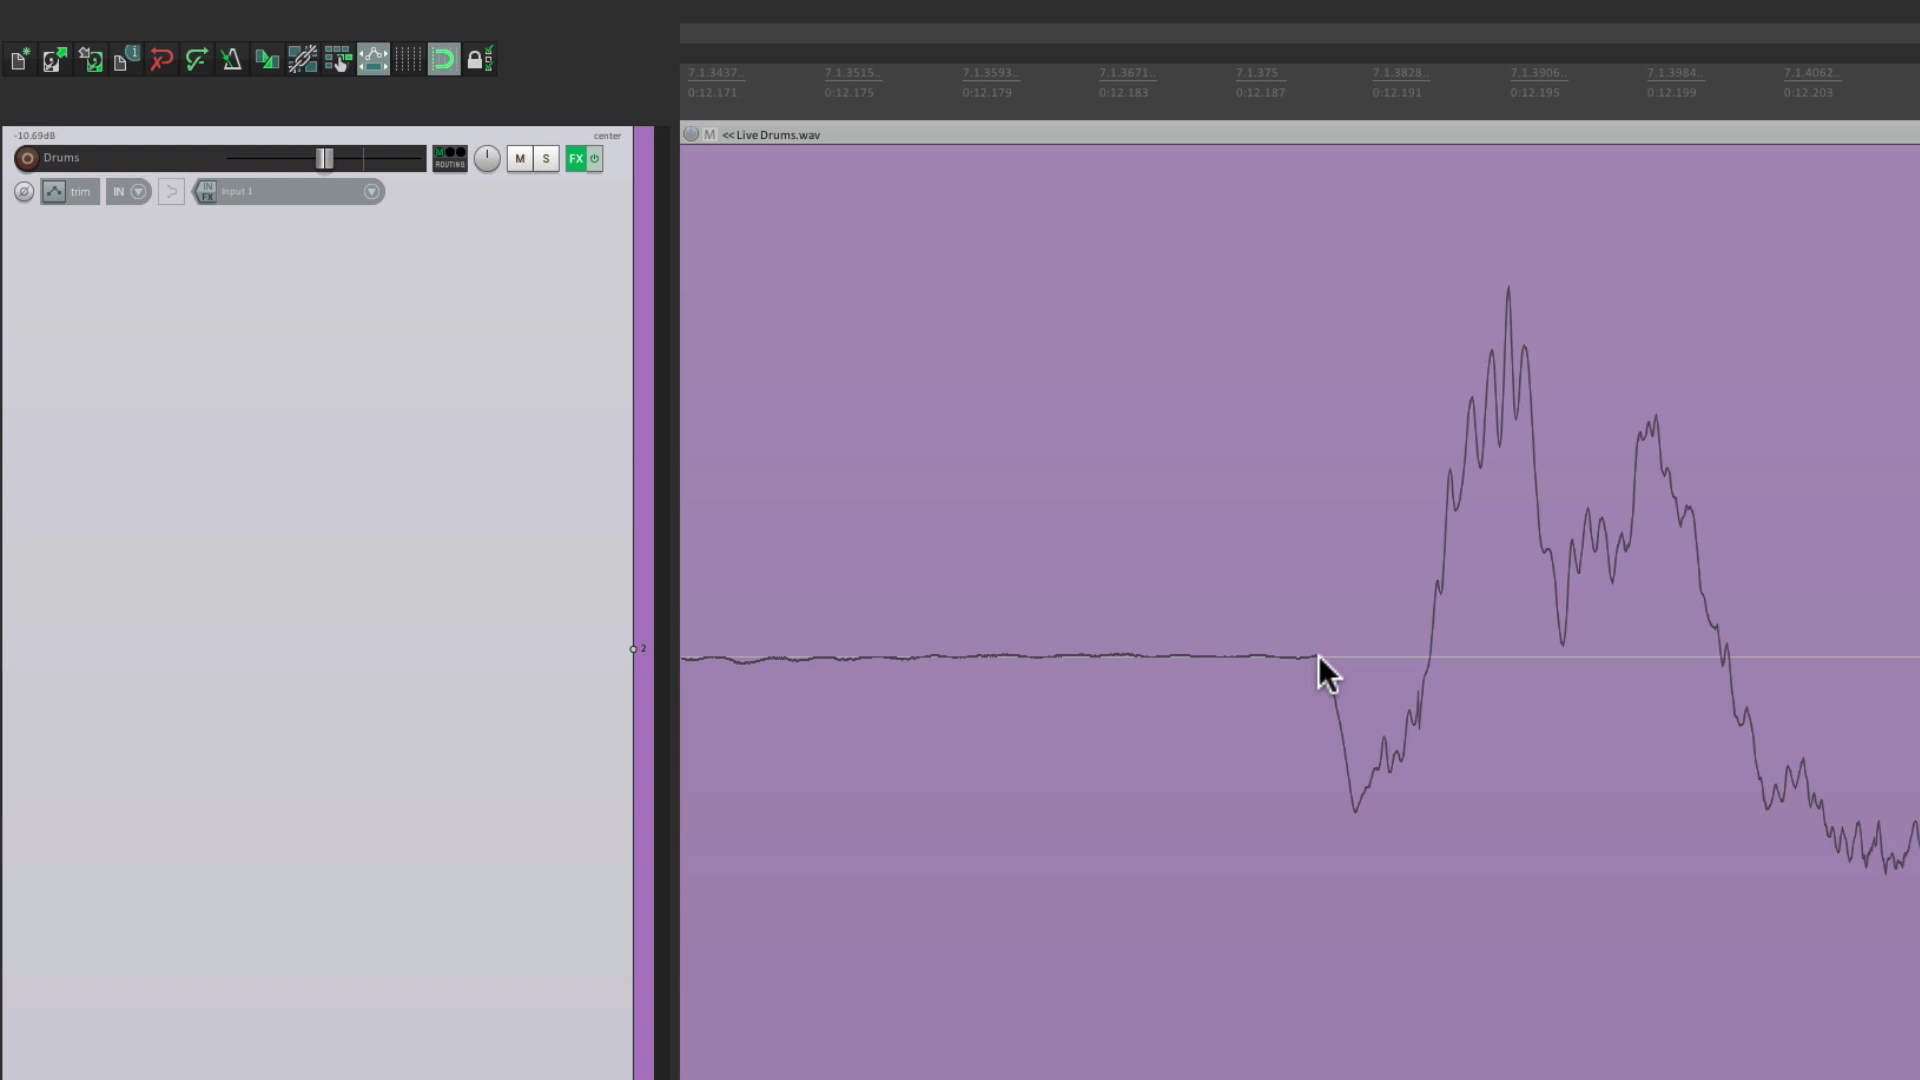 7.1.3437.. 7.1.3515.. 7.1.3593.. 7.1.3671.. 7.1.375 7.1.3828.. 7.1.3906.. 7.1.3984.. 7.1.4062..
0:12.171 0:12.175 0:12.179 0:12.183 0:12.187 0:12.191 0:12.195 0:12.199 0:12.203
-10.69dB center
M << Live Drums.wav
Drums M ROUTING M S FX
trim IN IN FX Input 1
2